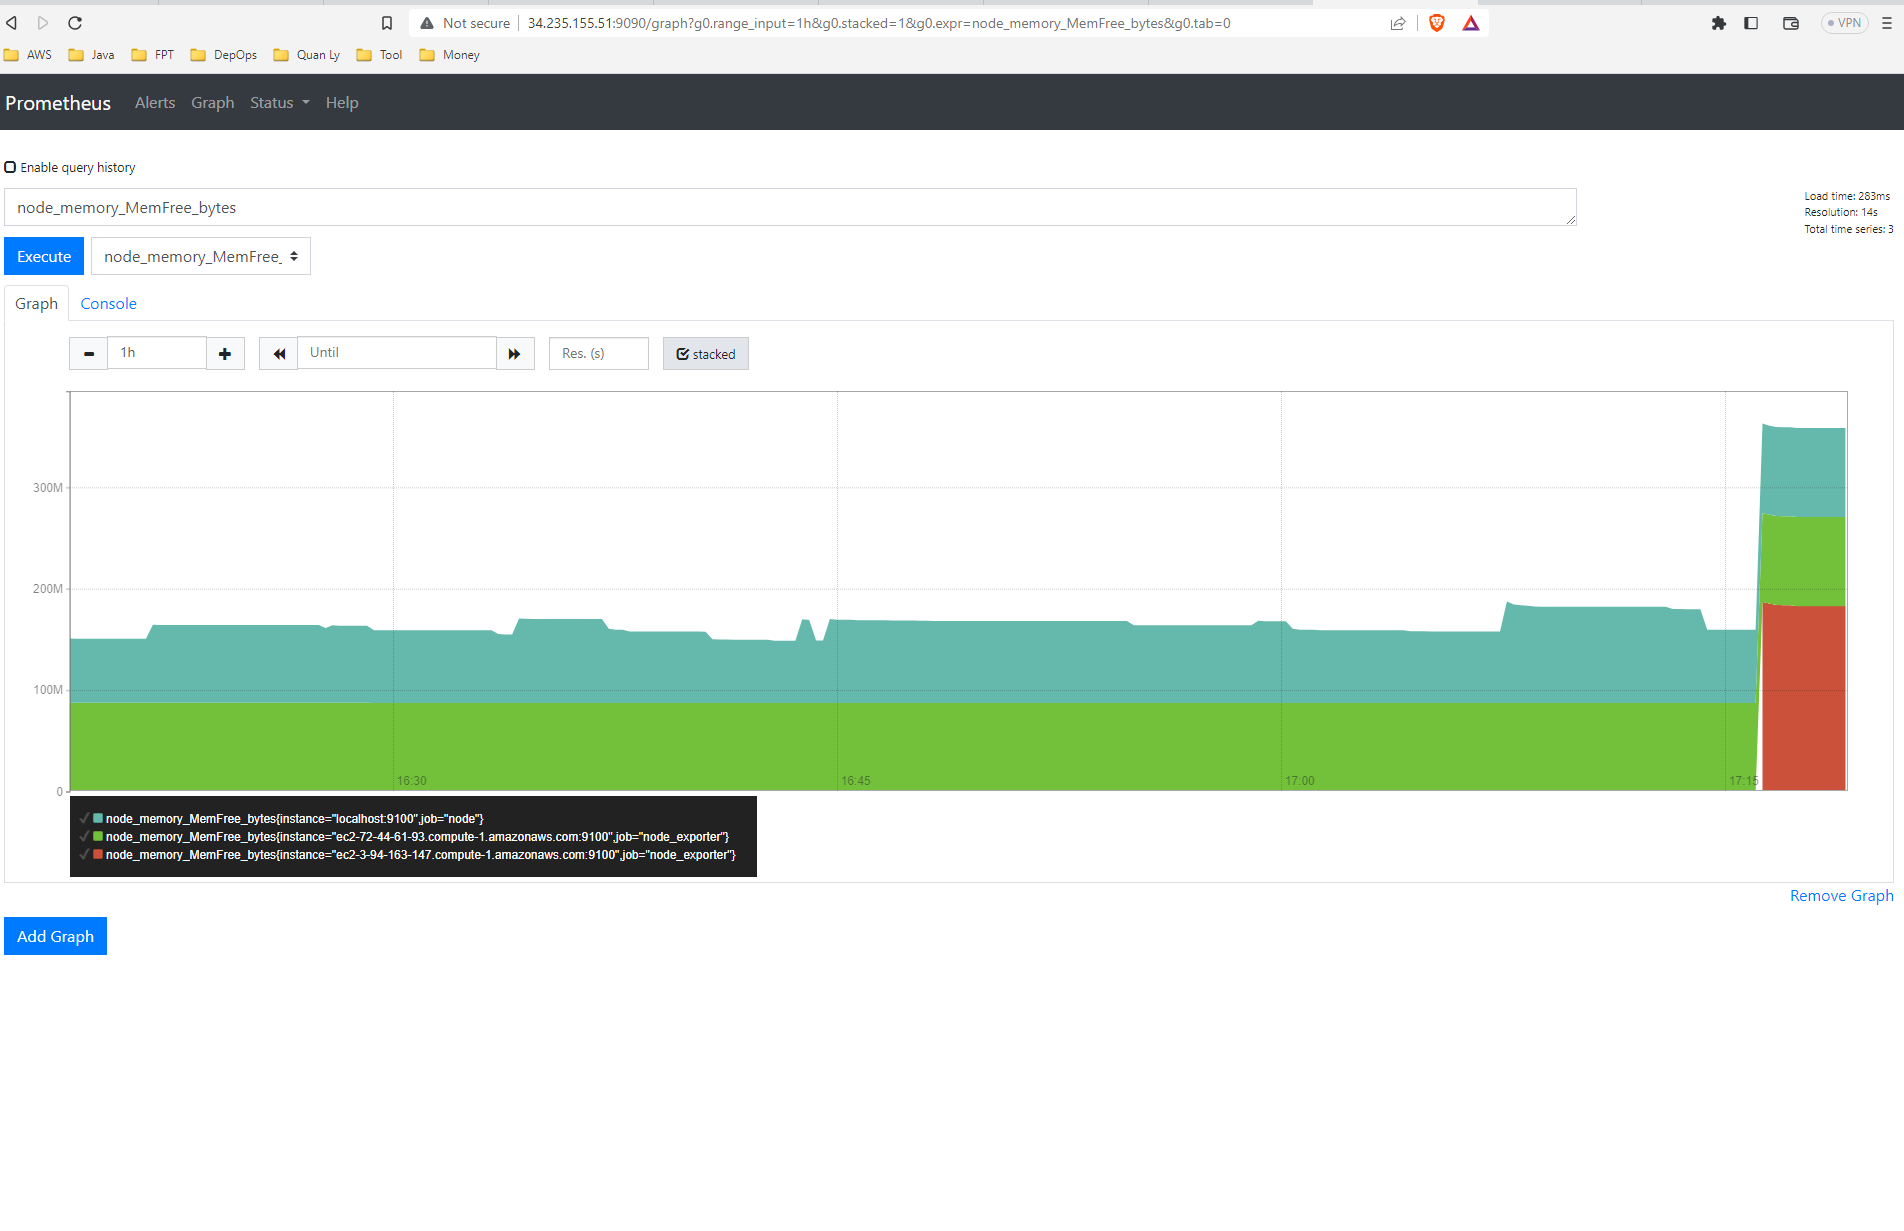 Not secure 34.235.155.51:9090/graph?g0.range_input=1h&g0.stacked=1&g0.expr=node_memory_MemFree_bytes&g0.tab=0 VPN
AWS Java FPT DepOps Quan Ly Tool Money
Prometheus Alerts Graph Status Help
Enable query history
node_memory_MemFree_bytes
Load time: 283ms
Resolution: 14s
Total time series: 3
Execute node_memory_MemFree_
Graph Console
1h Until Res. (s) stacked
300M
200M
100M
0
16:30 16:45 17:00 17:15
node_memory_MemFree_bytes{instance="localhost:9100",job="node"}
node_memory_MemFree_bytes{instance="ec2-72-44-61-93.compute-1.amazonaws.com:9100",job="node_exporter"}
node_memory_MemFree_bytes{instance="ec2-3-94-163-147.compute-1.amazonaws.com:9100",job="node_exporter"}
Remove Graph
Add Graph